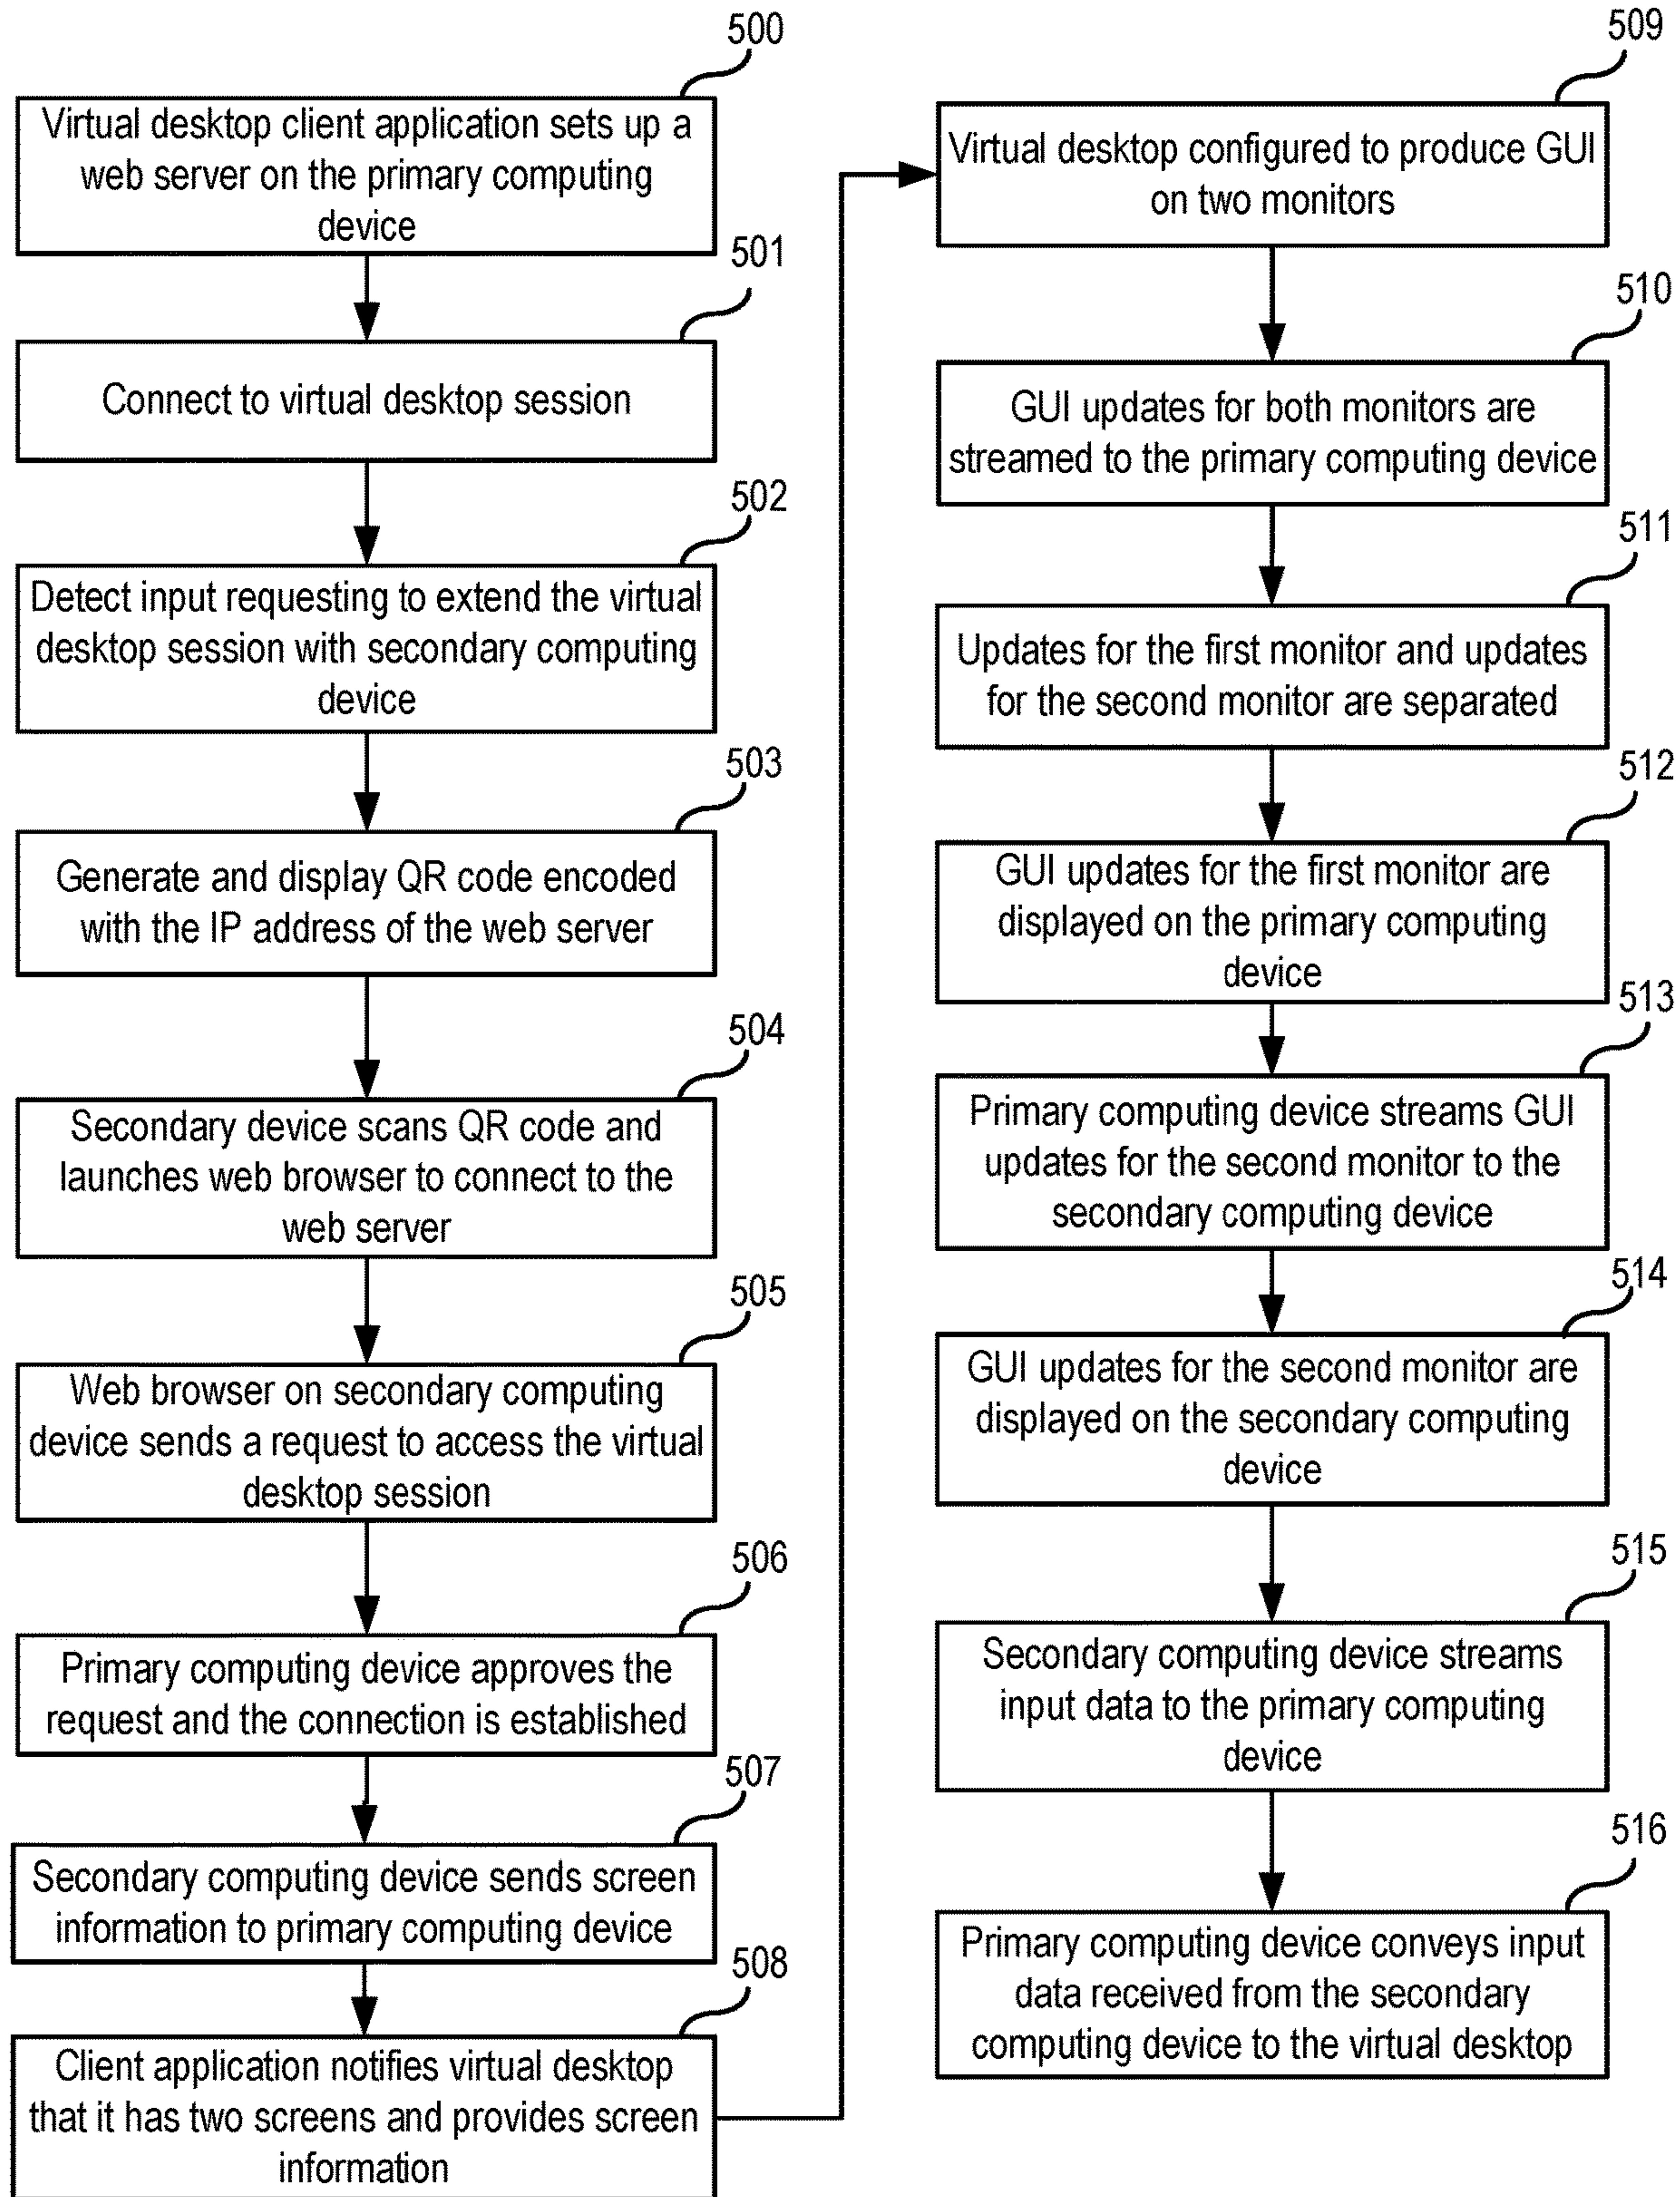 500
Virtual desktop client application sets up a
web server on the primary computing
device
501
Connect to virtual desktop session
502
Detect input requesting to extend the virtual
desktop session with secondary computing
device
503
Generate and display QR code encoded
with the IP address of the web server
504
Secondary device scans QR code and
launches web browser to connect to the
web server
505
Web browser on secondary computing
device sends a request to access the virtual
desktop session
506
Primary computing device approves the
request and the connection is established
507
Secondary computing device sends screen
information to primary computing device
508
Client application notifies virtual desktop
that it has two screens and provides screen
information
509
Virtual desktop configured to produce GUI
on two monitors
510
GUI updates for both monitors are
streamed to the primary computing device
511
Updates for the first monitor and updates
for the second monitor are separated
512
GUI updates for the first monitor are
displayed on the primary computing
device
513
Primary computing device streams GUI
updates for the second monitor to the
secondary computing device
514
GUI updates for the second monitor are
displayed on the secondary computing
device
515
Secondary computing device streams
input data to the primary computing
device
516
Primary computing device conveys input
data received from the secondary
computing device to the virtual desktop